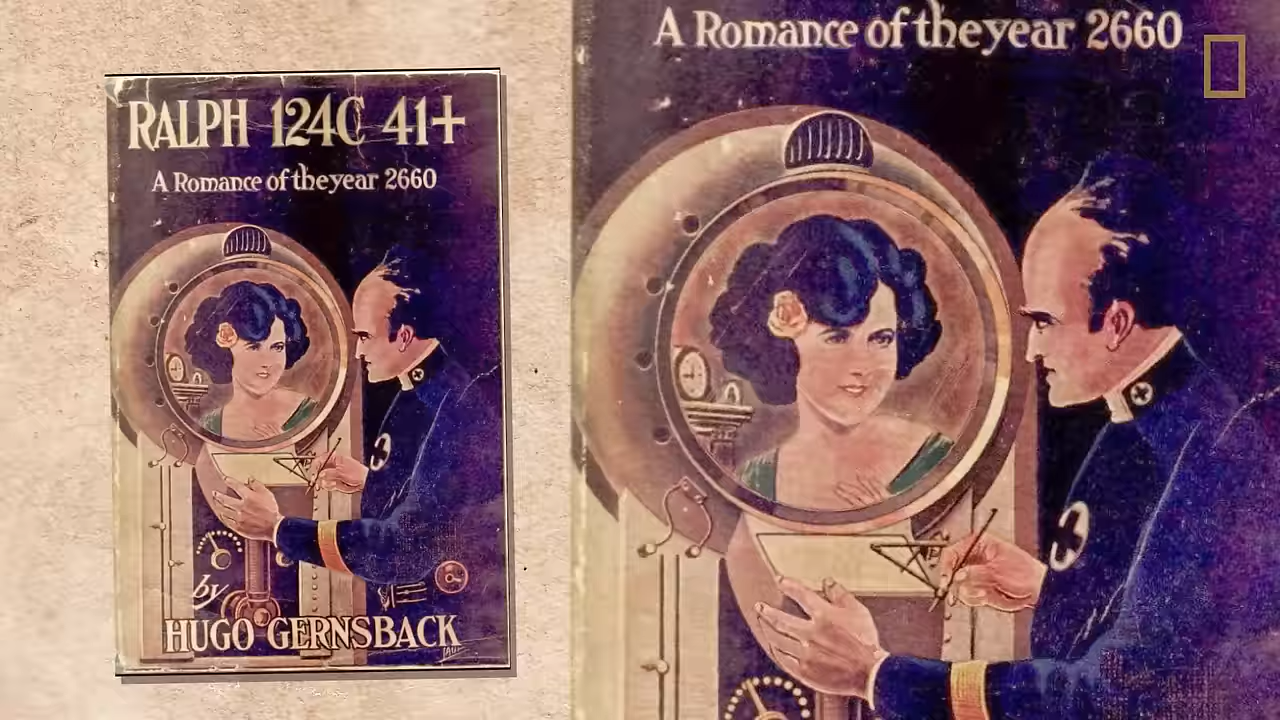 RALPH 124C 41+
A Romance of the year 2660
by
HUGO GERNSBACK
A Romance of the year 2660